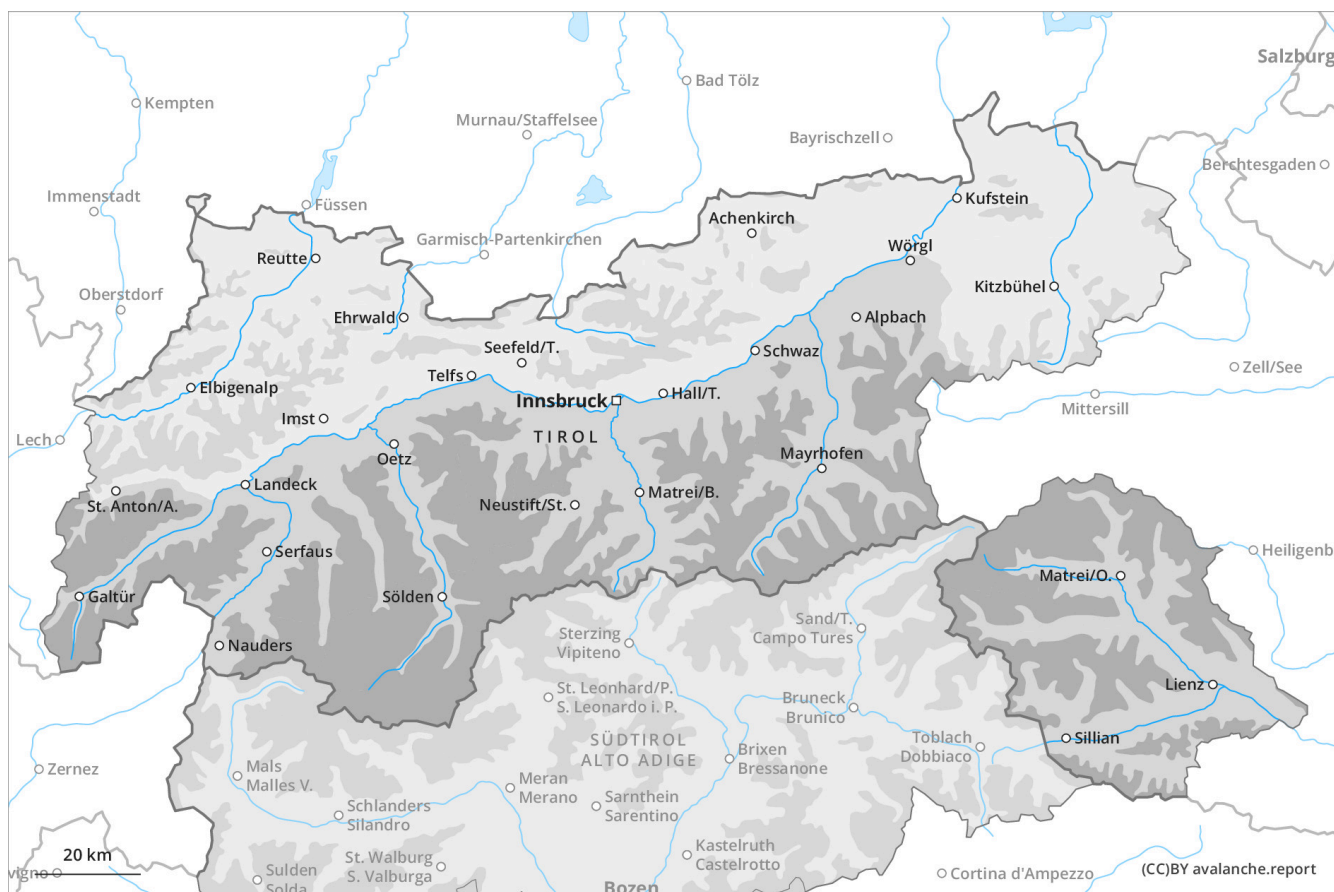 Salzburg
Bad Tölz
Kempten
Murnau/Staffelsee
Bayrischzell
Berchtesgaden
Immenstadt
Füssen
Kufstein
Achenkirch
Garmisch-Partenkirchen
Wörgl
Reutte
Kitzbühel
Oberstdorf
Ehrwald
Alpbach
Seefeld/T.
Schwaz
Zell/See
Telfs
Elbigenalp
Hall/T.
Mittersill
Innsbruck
Imst
TIROL
Lech
Oetz
Mayrhofen
Landeck
St. Anton/A.
Neustift/St.
Matrei/B.
Serfaus
Heiligenb
Matrei/O.
Galtür
Sölden
Sand/T.
Campo Tures
Sterzing
Vipiteno
Nauders
Lienz
St. Leonhard/P.
S. Leonardo i. P.
Bruneck
Brunico
Sillian
SÜDTIROL
ALTO ADIGE
Toblach
Dobbiaco
Brixen
Bressanone
Zernez
Mals
Malles V.
Meran
Merano
Sarnthein
Sarentino
Schlanders
Silandro
Kastelruth
Castelrotto
20 km
St. Walburg
S. Valburga
vigno
Sulden
Solda
Bozen
Cortina d'Ampezzo
(CC)BY avalanche.report